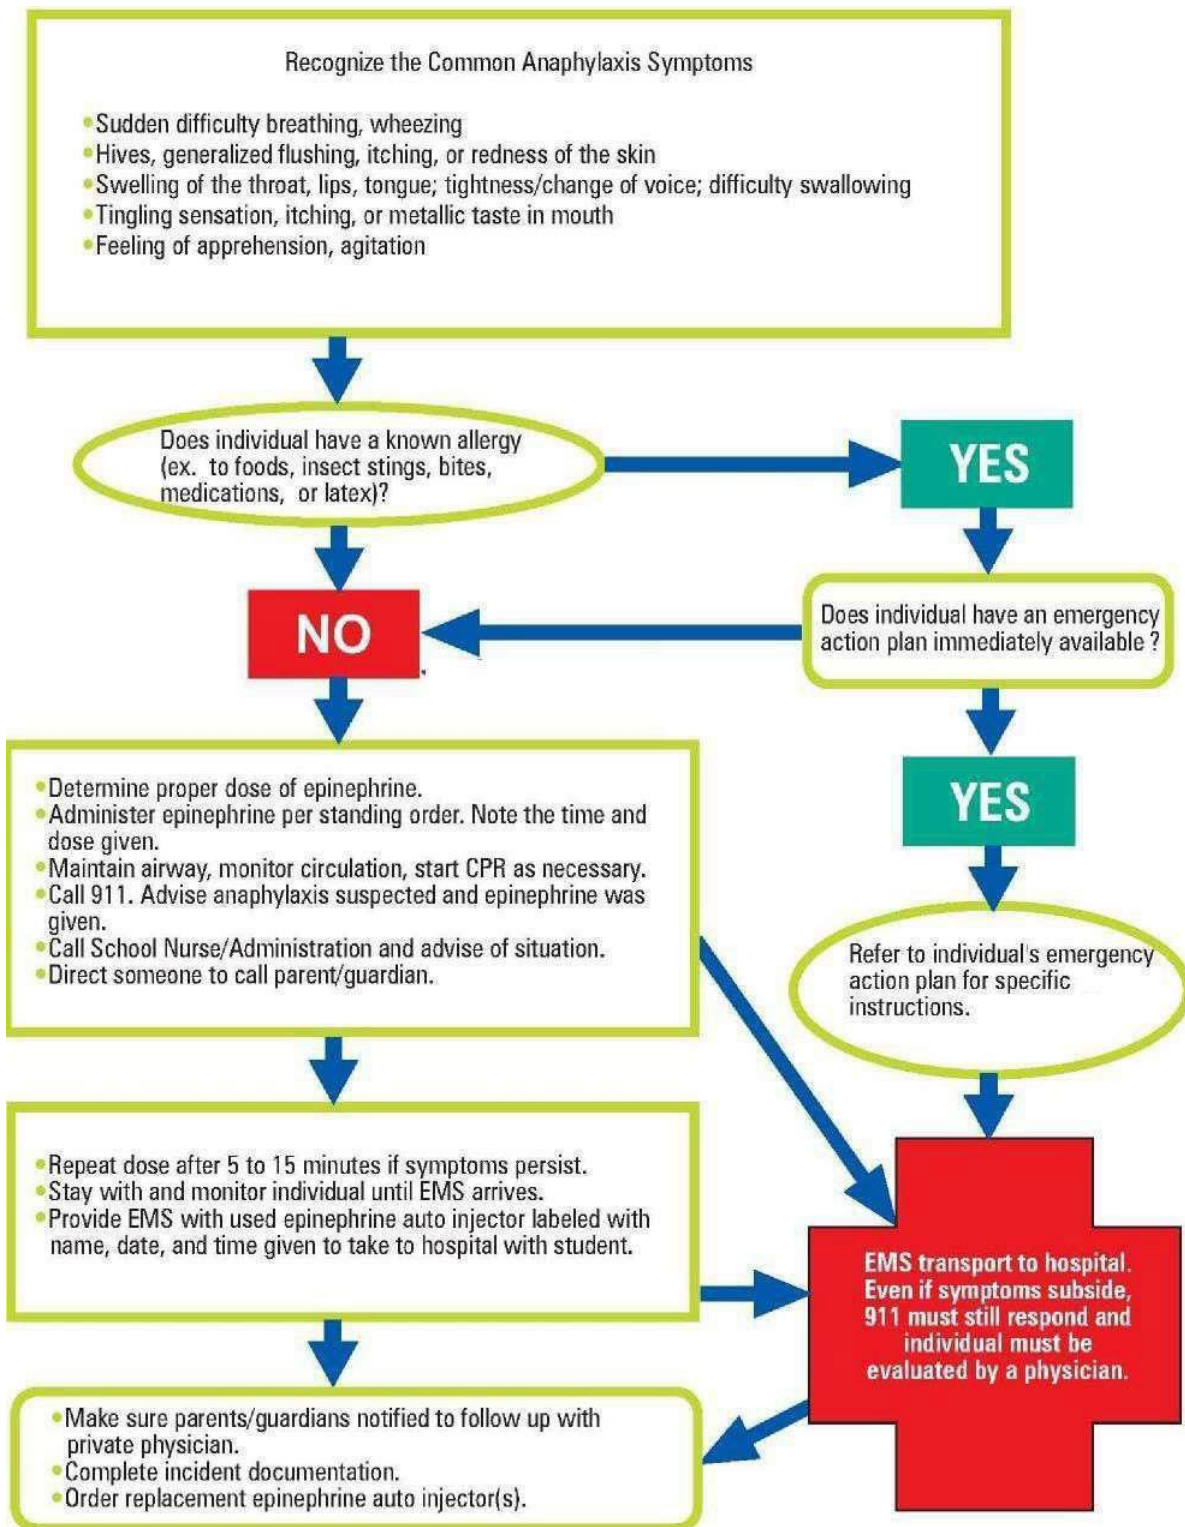 Recognize the Common Anaphylaxis Symptoms
•Sudden difficulty breathing, wheezing
•Hives, generalized flushing, itching, or redness of the skin
•Swelling of the throat, lips, tongue; tightness/change of voice; difficulty swallowing
•Tingling sensation, itching, or metallic taste in mouth
•Feeling of apprehension, agitation
Does individual have a known allergy
(ex. to foods, insect stings, bites,
medications, or latex)?
YES
NO
Does individual have an emergency
action plan immediately available ?
YES
•Determine proper dose of epinephrine.
•Administer epinephrine per standing order. Note the time and
dose given.
•Maintain airway, monitor circulation, start CPR as necessary.
•Call 911. Advise anaphylaxis suspected and epinephrine was
given.
•Call School Nurse/Administration and advise of situation.
•Direct someone to call parent/guardian.
Refer to individual's emergency
action plan for specific
instructions.
•Repeat dose after 5 to 15 minutes if symptoms persist.
•Stay with and monitor individual until EMS arrives.
•Provide EMS with used epinephrine auto injector labeled with
name, date, and time given to take to hospital with student.
EMS transport to hospital.
Even if symptoms subside,
911 must still respond and
individual must be
evaluated by a physician.
•Make sure parents/guardians notified to follow up with
private physician.
•Complete incident documentation.
•Order replacement epinephrine auto injector(s).